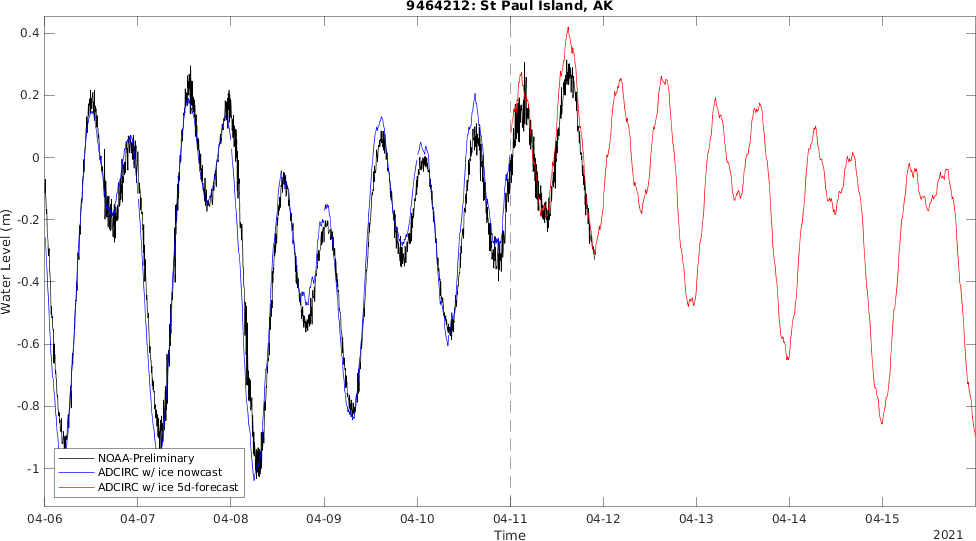 9464212: St Paul Island, AK
Water Level (m)
0.4
0.2
0
-0.2
-0.4
-0.6
-0.8
-1
NOAA-Preliminary
ADCIRC w/ ice nowcast
ADCIRC w/ ice 5d-forecast
04-06 04-07 04-08 04-09 04-10 04-11 04-12 04-13 04-14 04-15
Time
2021